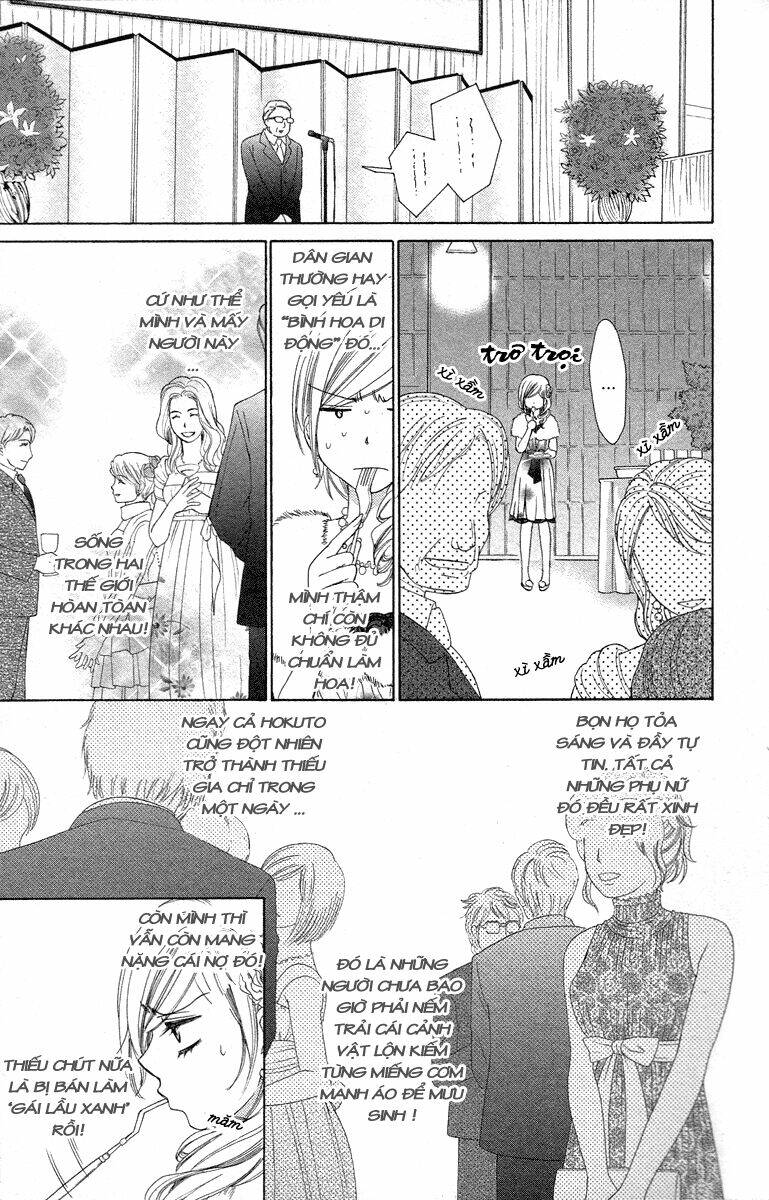 ...
trơ trọi
xì xầm
xì xầm
xì xầm
DÂN GIAN
THƯỜNG HAY
GỌI YẾU LÀ
"BÌNH HOA DI
ĐỘNG" ĐÓ...
MÌNH THẬM
CHÍ CÒN
KHÔNG ĐỦ
CHUẨN LÀM
HOA!
CỨ NHƯ THỂ
MÌNH VÀ MẤY
NGƯỜI NÀY
...
SỐNG
TRONG HAI
THẾ GIỚI
HÒAN TÒAN
KHÁC NHAU!
BỌN HỌ TỎA
SÁNG VÀ ĐẦY TỰ
TIN. TẤT CẢ
NHỮNG PHỤ NỮ
ĐÓ ĐỀU RẤT XINH
ĐẸP!
NGAY CẢ HOKUTO
CŨNG ĐỘT NHIÊN
TRỞ THÀNH THIẾU
GIA CHỈ TRONG
MỘT NGÀY ...
ĐÓ LÀ NHỮNG
NGƯỜI CHƯA BAO
GIỜ PHẢI NẾM
TRẢI CÁI CẢNH
VẬT LỘN KIẾM
TỪNG MIẾNG CƠM
MANH ÁO ĐỂ MƯU
SINH !
CÒN MÌNH THÌ
VẪN CÒN MANG
NẶNG CÁI NỢ ĐÓ!
THIẾU CHÚT NỮA
LÀ BỊ BÁN LÀM
"GÁI LẦU XANH"
RỒI!
măm